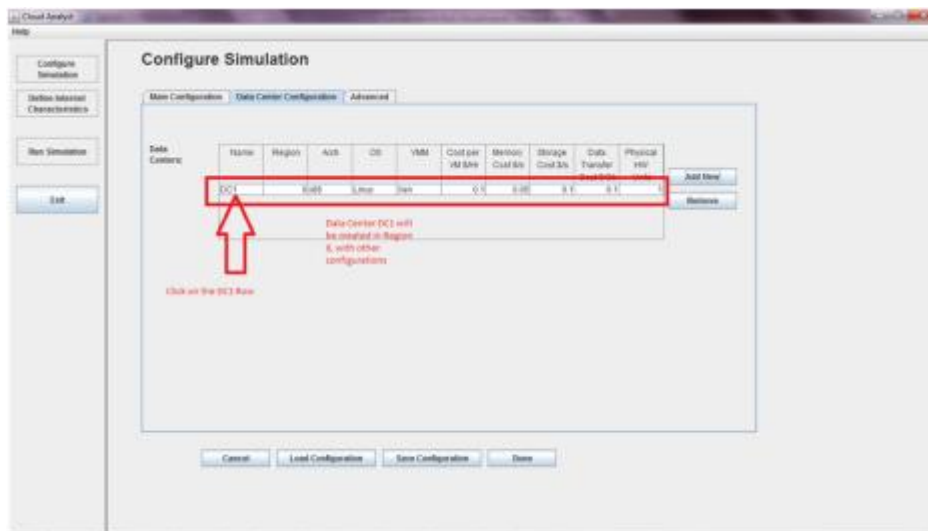 Cloud Analyst
Help
Configure Simulation
Configure
Simulation
Define Internet
Characteristics
Run Simulation
Exit
Main Configuration Data Center Configuration Advanced
Data
Centers:
Name Region Arch OS VMM Cost per
VM $/Hr Memory
Cost $/s Storage
Cost $/s Data
Transfer
Cost $/Gb Physical
HW
Units
DC1 0 x86 Linux Xen 0.1 0.05 0.1 0.1 1
Add New
Remove
Data Center DC1 will
be created in Region
with other
configurations
Click on the DC1 Row
Cancel Load Configuration Save Configuration Done